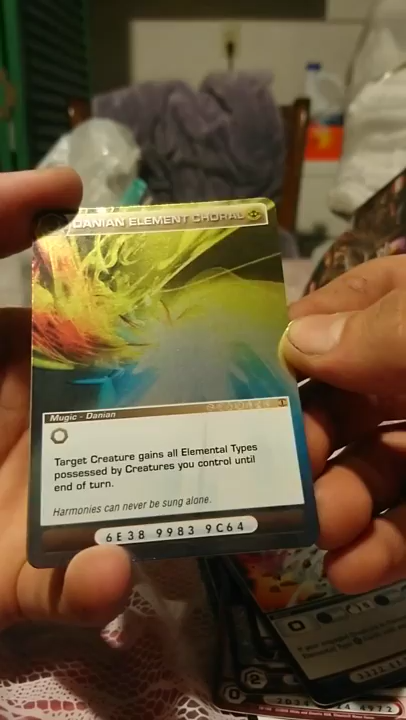 DANIAN ELEMENT CHORAL
Mugic - Danian
Target Creature gains all Elemental Types
possessed by Creatures you control until
end of turn.
Harmonies can never be sung alone.
6E38 9983 9C64